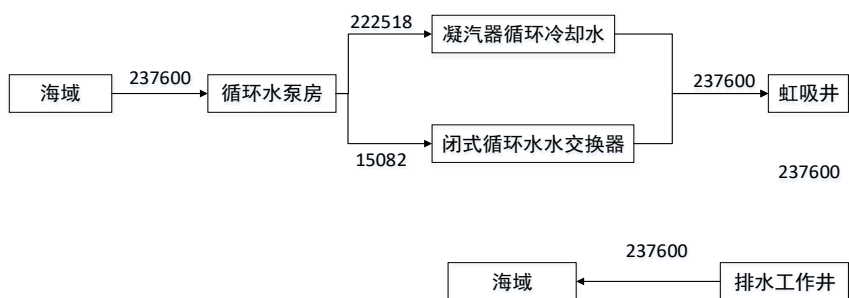 222518
凝汽器循环冷却水
海域
237600
循环水泵房
237600
虹吸井
15082
闭式循环水水交换器
237600
237600
海域
排水工作井